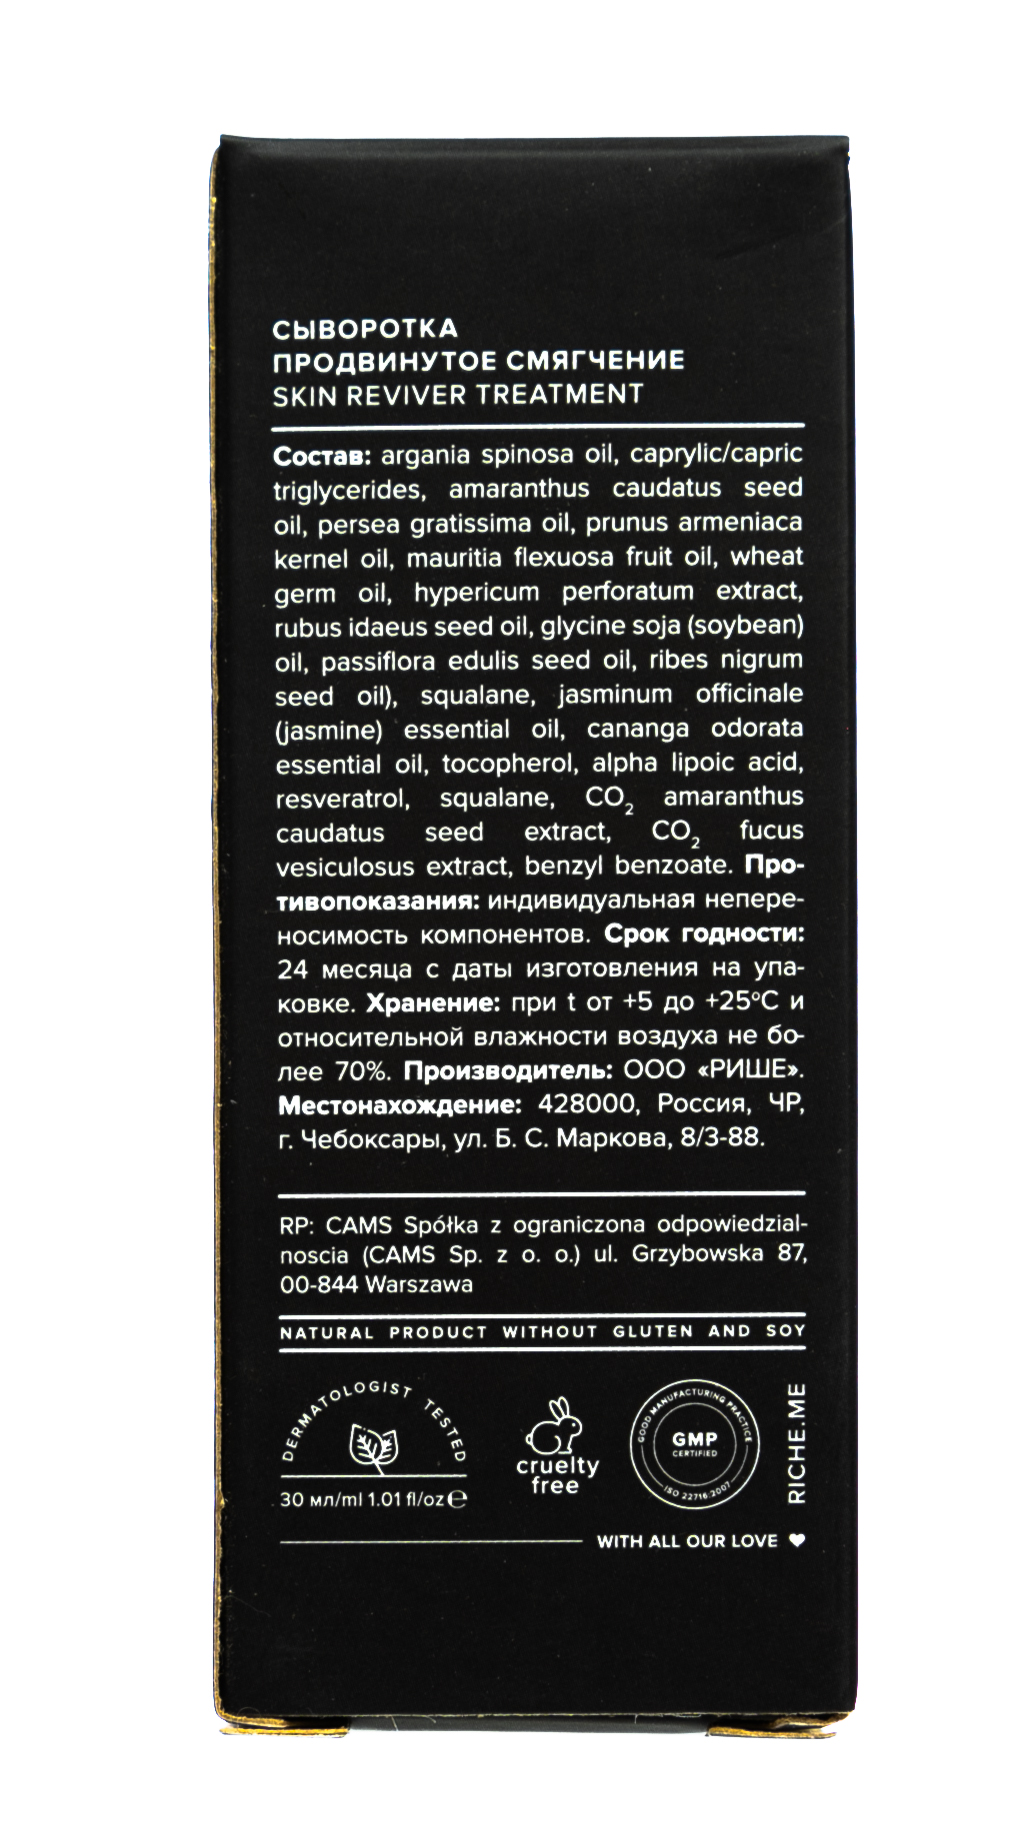 СЫВОРОТКА
ПРОДВИНУТОЕ СМЯГЧЕНИЕ
SKIN REVIVER TREATMENT
Состав: argania spinosa oil, caprylic/capric
triglycerides, amaranthus caudatus seed
oil, persea gratissima oil, prunus armeniaca
kernel oil, mauritia flexuosa fruit oil, wheat
germ oil, hypericum perforatum extract,
rubus idaeus seed oil, glycine soja (soybean)
oil, passiflora edulis seed oil, ribes nigrum
seed oil), squalane, jasminum officinale
(jasmine) essential oil, cananga odorata
essential oil, tocopherol, alpha lipoic acid,
resveratrol, squalane, CO₂ amaranthus
caudatus seed extract, CO₂ fucus
vesiculosus extract, benzyl benzoate. Про-
тивопоказания: индивидуальная непере-
носимость компонентов. Срок годности:
24 месяца с даты изготовления на упа-
ковке. Хранение: при t от +5 до +25°C и
относительной влажности воздуха не бо-
лее 70%. Производитель: ООО «РИШЕ».
Местонахождение: 428000, Россия, ЧР,
г. Чебоксары, ул. Б. С. Маркова, 8/3-88.
RP: CAMS Spółka z ograniczona odpowiedzial-
noscia (CAMS Sp. z o. o.) ul. Grzybowska 87,
00-844 Warszawa
NATURAL PRODUCT WITHOUT GLUTEN AND SOY
DERMATOLOGIST TESTED
30 мл/ml 1.01 fl/oz ℮
cruelty
free
GOOD MANUFACTURING PRACTICE
GMP
CERTIFIED
ISO 22716:2007
RICHE.ME
WITH ALL OUR LOVE ♥